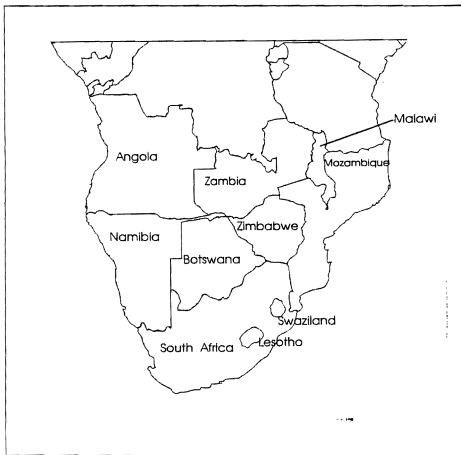 Malawi
Angola
Mozambique
Zambia
Zimbabwe
Namibia
Botswana
Swaziland
South Africa
Lesotho